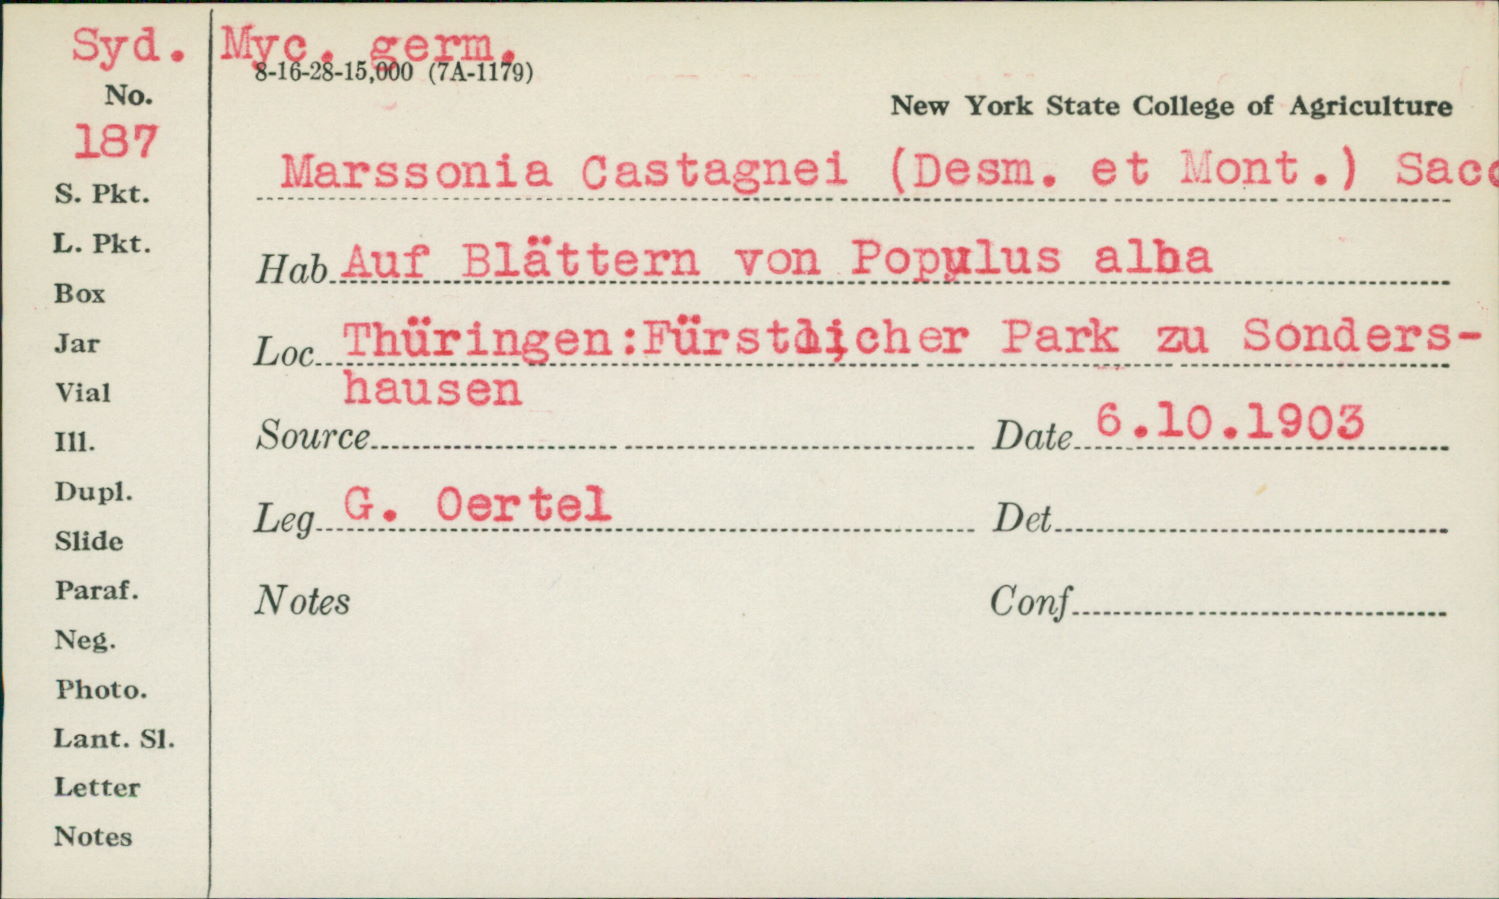 Syd. Myc. germ.
8-16-28-15,000 (7A-1179)
No.
New York State College of Agriculture
187
Marssonia Castagnei (Desm. et Mont.) Sacc
S. Pkt.
L. Pkt.
Hab Auf Blättern von Populus alba
Box
Jar
Loc Thüringen:Fürstlicher Park zu Sonders-
hausen
Vial
Ill.
Source
Date 6.10.1903
Dupl.
Leg G. Oertel
Det
Slide
Paraf.
Notes
Conf
Neg.
Photo.
Lant. Sl.
Letter
Notes